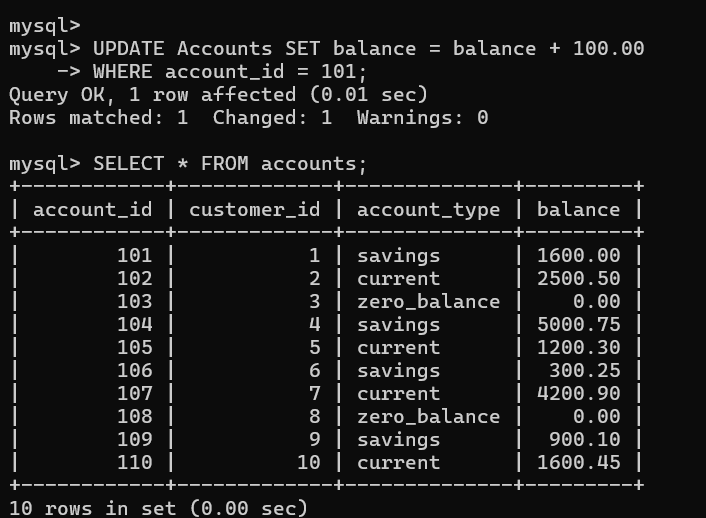 mysql>
mysql> UPDATE Accounts SET balance = balance + 100.00
    -> WHERE account_id = 101;
Query OK, 1 row affected (0.01 sec)
Rows matched: 1  Changed: 1  Warnings: 0

mysql> SELECT * FROM accounts;
+------------+-------------+--------------+---------+
| account_id | customer_id | account_type | balance |
+------------+-------------+--------------+---------+
|        101 |           1 | savings      | 1600.00 |
|        102 |           2 | current      | 2500.50 |
|        103 |           3 | zero_balance |    0.00 |
|        104 |           4 | savings      | 5000.75 |
|        105 |           5 | current      | 1200.30 |
|        106 |           6 | savings      |  300.25 |
|        107 |           7 | current      | 4200.90 |
|        108 |           8 | zero_balance |    0.00 |
|        109 |           9 | savings      |  900.10 |
|        110 |          10 | current      | 1600.45 |
+------------+-------------+--------------+---------+
10 rows in set (0.00 sec)